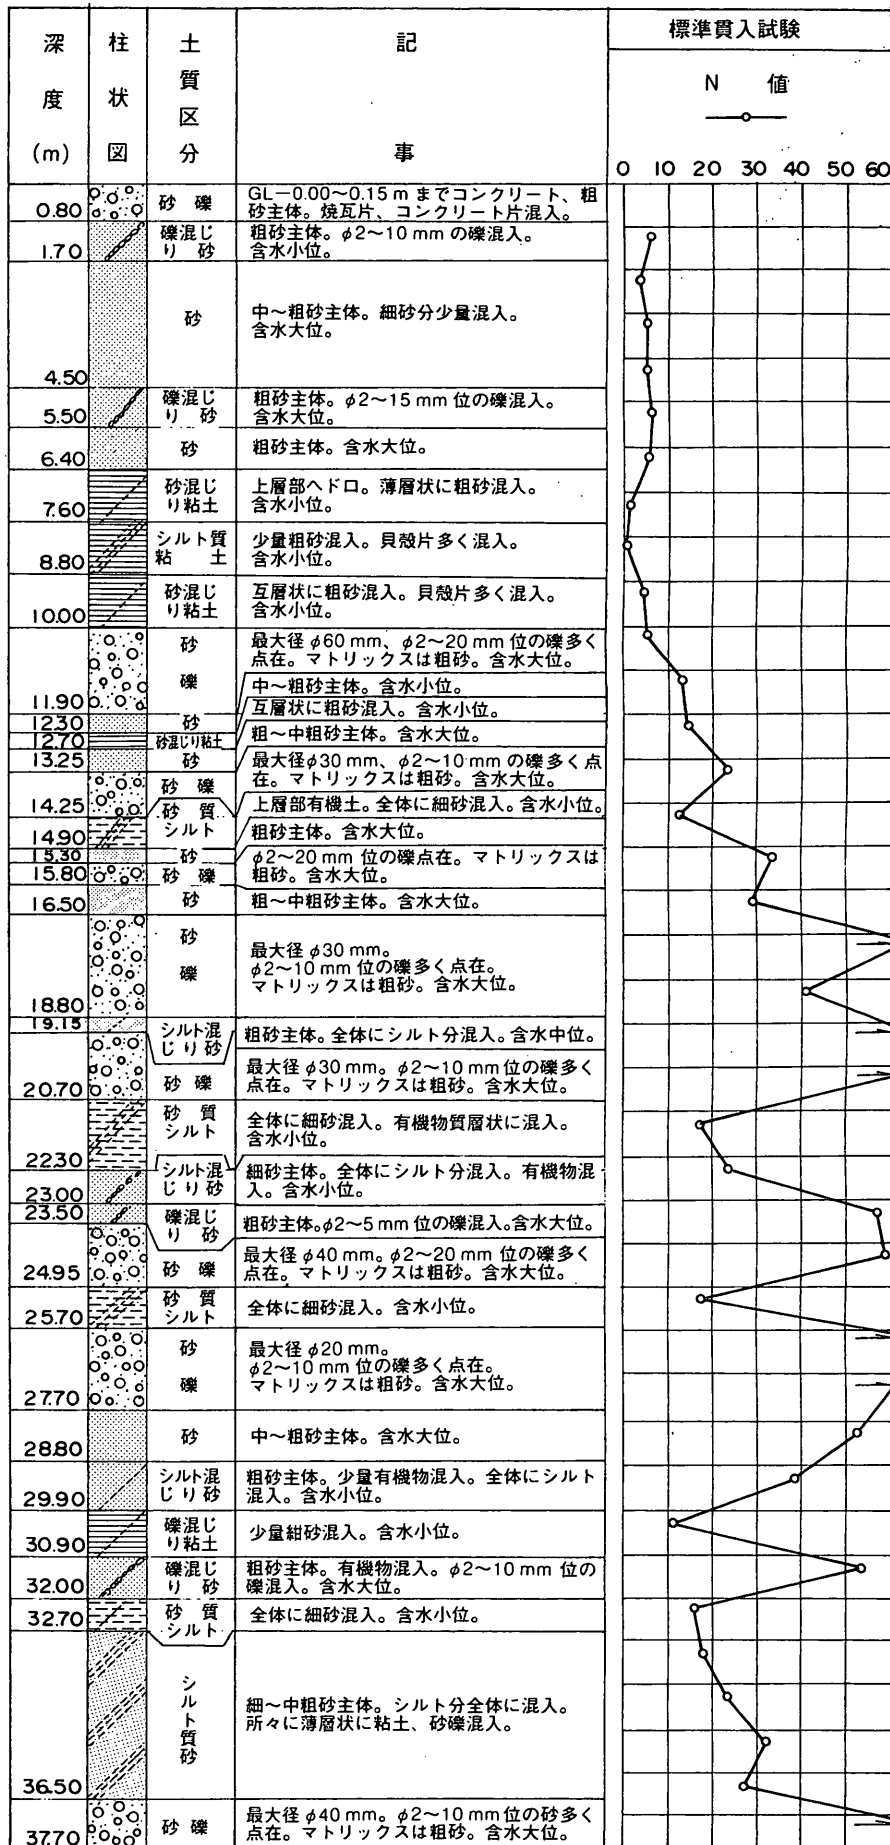 深度(m)
柱状図
土質区分
記事
標準貫入試験
N 値
0 10 20 30 40 50 60
0.80
砂 礫
GL−0.00〜0.15 m までコンクリート、粗
砂主体。焼瓦片、コンクリート片混入。
1.70
礫混じ
り 砂
粗砂主体。φ2〜10 mm の礫混入。
含水小位。
4.50
砂
中〜粗砂主体。細砂分少量混入。
含水大位。
5.50
礫混じ
り 砂
粗砂主体。φ2〜15 mm 位の礫混入。
含水大位。
6.40
砂
粗砂主体。含水大位。
7.60
砂混じ
り粘土
上層部ヘドロ。薄層状に粗砂混入。
含水小位。
8.80
シルト質
粘 土
少量粗砂混入。貝殻片多く混入。
含水小位。
10.00
砂混じ
り粘土
互層状に粗砂混入。貝殻片多く混入。
含水小位。
11.90
砂
礫
最大径 φ60 mm、φ2〜20 mm 位の礫多く
点在。マトリックスは粗砂。含水大位。
12.30
砂
中〜粗砂主体。含水小位。
12.70
砂混じり粘土
互層状に粗砂混入。含水小位。
13.25
砂
粗〜中粗砂主体。含水大位。
14.25
砂 礫
最大径φ30 mm、φ2〜10 mm の礫多く点
在。マトリックスは粗砂。含水大位。
14.90
砂 質
シルト
上層部有機土。全体に細砂混入。含水小位。
15.30
砂
粗砂主体。含水大位。
15.80
砂 礫
φ2〜20 mm 位の礫点在。マトリックスは
粗砂。含水大位。
16.50
砂
粗〜中粗砂主体。含水大位。
18.80
砂
礫
最大径 φ30 mm。
φ2〜10 mm 位の礫多く点在。
マトリックスは粗砂。含水大位。
19.15
シルト混
じり砂
粗砂主体。全体にシルト分混入。含水中位。
20.70
砂 礫
最大径 φ30 mm。φ2〜10 mm 位の礫多く
点在。マトリックスは粗砂。含水大位。
22.30
砂 質
シルト
全体に細砂混入。有機物質層状に混入。
含水小位。
23.00
シルト混
じり砂
細砂主体。全体にシルト分混入。有機物混
入。含水小位。
23.50
礫混じ
り 砂
粗砂主体。φ2〜5 mm 位の礫混入。含水大位。
24.95
砂 礫
最大径 φ40 mm。φ2〜20 mm 位の礫多く
点在。マトリックスは粗砂。含水大位。
25.70
砂 質
シルト
全体に細砂混入。含水小位。
27.70
砂
礫
最大径 φ20 mm。
φ2〜10 mm 位の礫多く点在。
マトリックスは粗砂。含水大位。
28.80
砂
中〜粗砂主体。含水大位。
29.90
シルト混
じり砂
粗砂主体。少量有機物混入。全体にシルト
混入。含水小位。
30.90
礫混じ
り粘土
少量紺砂混入。含水小位。
32.00
礫混じ
り 砂
粗砂主体。有機物混入。φ2〜10 mm 位の
礫混入。含水大位。
32.70
砂 質
シルト
全体に細砂混入。含水小位。
36.50
シルト質砂
細〜中粗砂主体。シルト分全体に混入。
所々に薄層状に粘土、砂礫混入。
37.70
砂 礫
最大径 φ40 mm。φ2〜10 mm 位の砂多く
点在。マトリックスは粗砂。含水大位。